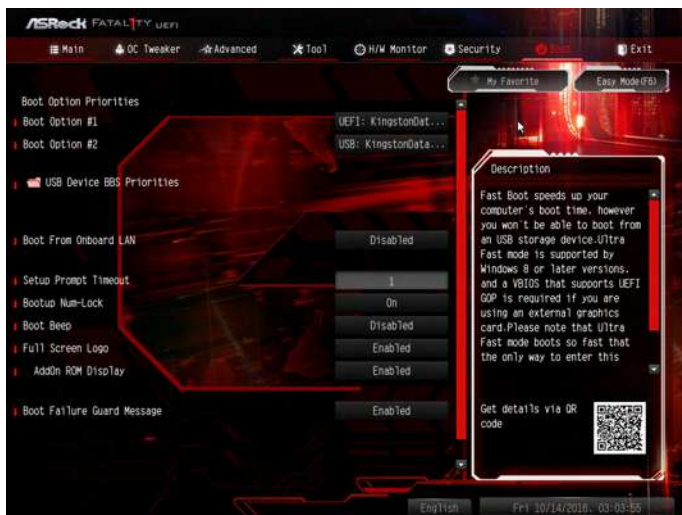 ASRock FATAL1TY UEFI
Main OC Tweaker Advanced Tool H/W Monitor Security Boot Exit
My Favorite Easy Mode(F6)
Boot Option Priorities
Boot Option #1 UEFI: KingstonDat...
Boot Option #2 USB: KingstonData...
USB Device BBS Priorities
Boot From Onboard LAN Disabled
Setup Prompt Timeout 1
Bootup Num-Lock On
Boot Beep Disabled
Full Screen Logo Enabled
AddOn ROM Display Enabled
Boot Failure Guard Message Enabled
Description
Fast Boot speeds up your
computer's boot time, however
you won't be able to boot from
an USB storage device.Ultra
Fast mode is supported by
Windows 8 or later versions,
and a VBIOS that supports UEFI
GOP is required if you are
using an external graphics
card.Please note that Ultra
Fast mode boots so fast that
the only way to enter this
Get details via QR
code
English Fri 10/14/2016, 03:03:55